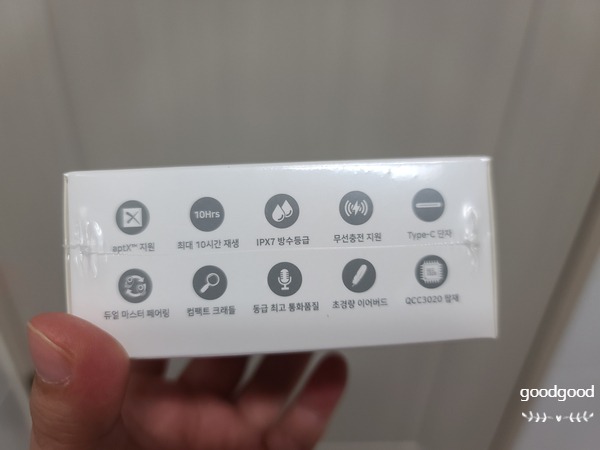 aptX™ 지원
10Hrs
최대 10시간 재생
IPX7 방수등급
무선충전 지원
Type-C 단자
듀얼 마스터 페어링
컴팩트 크래들
동급 최고 통화품질
초경량 이어버드
QCC3020 탑재
goodgood